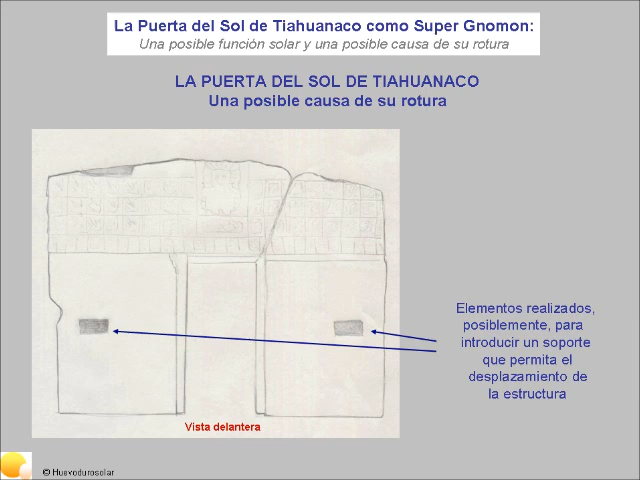 La Puerta del Sol de Tiahuanaco como Super Gnomon:
Una posible función solar y una posible causa de su rotura
LA PUERTA DEL SOL DE TIAHUANACO
Una posible causa de su rotura
Elementos realizados,
posiblemente, para
introducir un soporte
que permita el
desplazamiento de
la estructura
Vista delantera
© Huevodurosolar